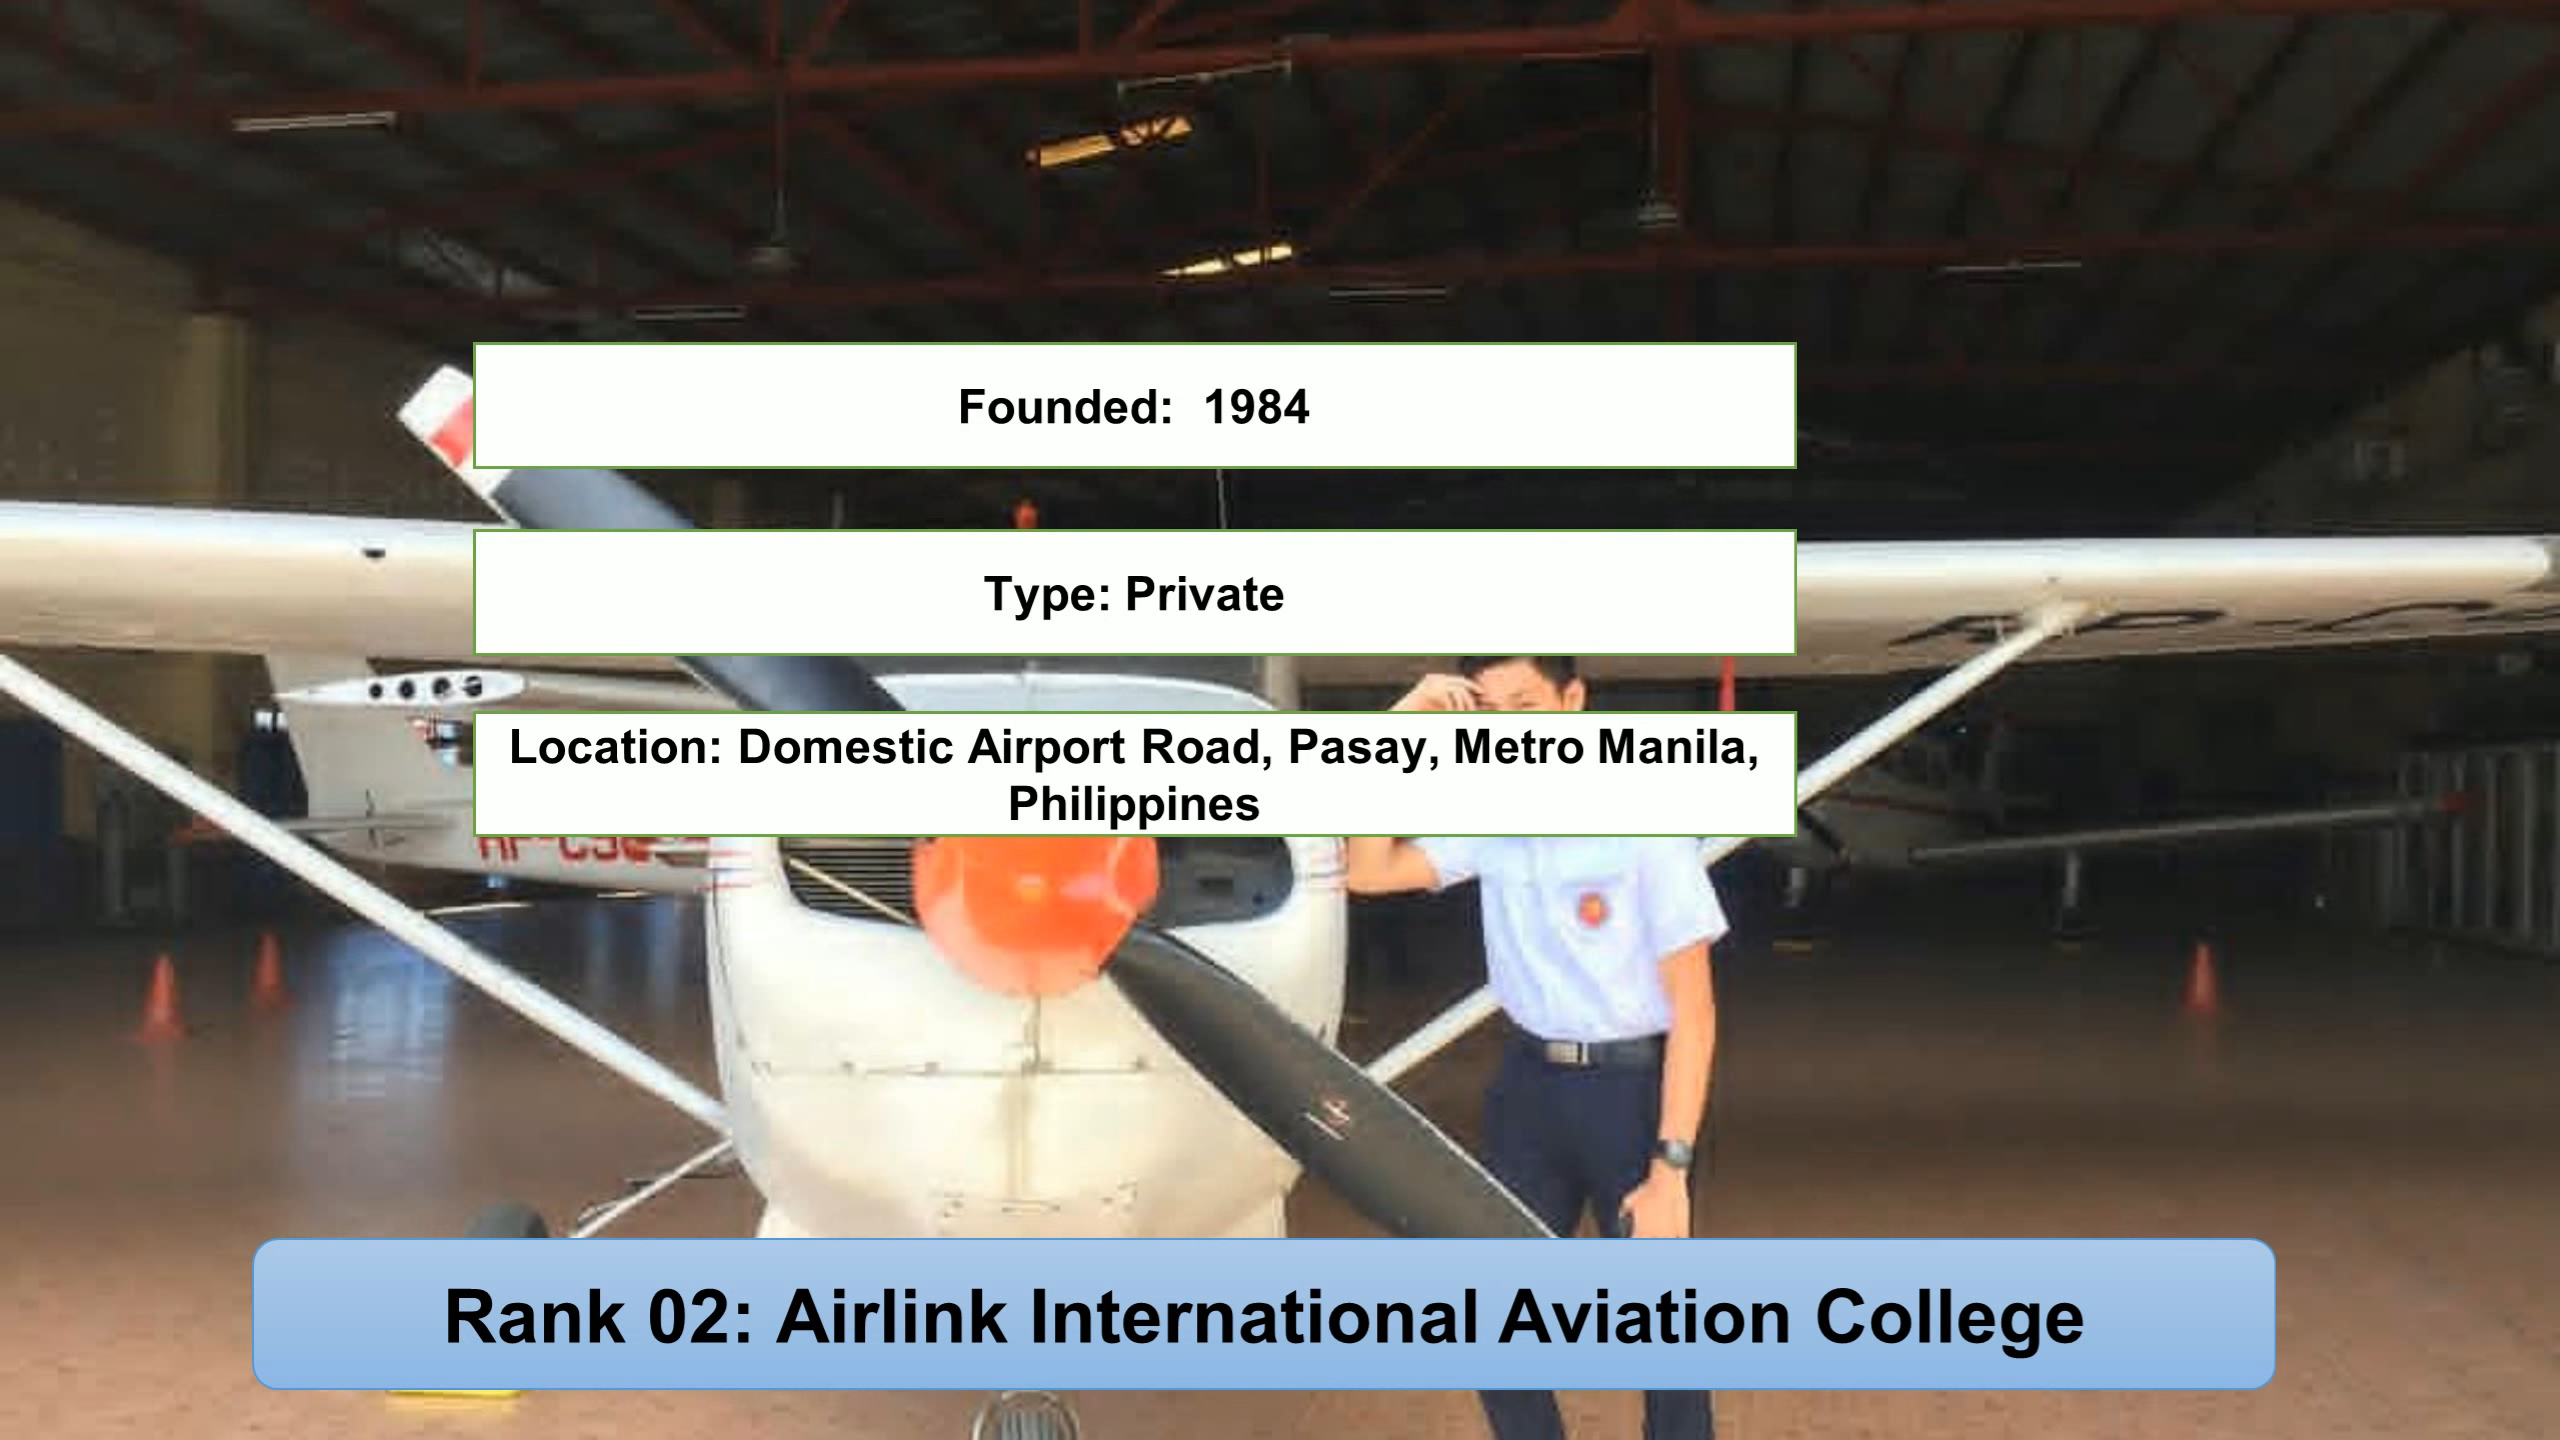 Founded:  1984
Type: Private
Location: Domestic Airport Road, Pasay, Metro Manila,
Philippines
Rank 02: Airlink International Aviation College